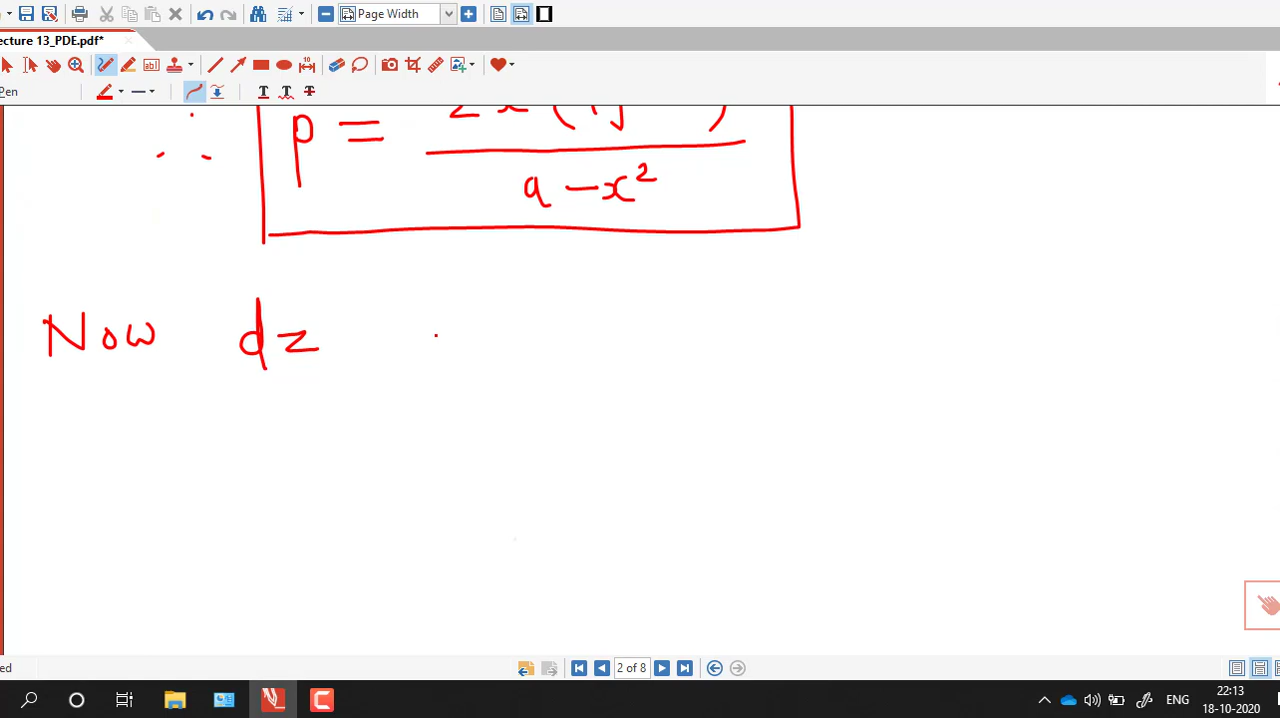 Page Width
ecture 13_PDE.pdf*
Pen
∴ p =
a - x²
Now dz
2 of 8
ENG
22:13
18-10-2020